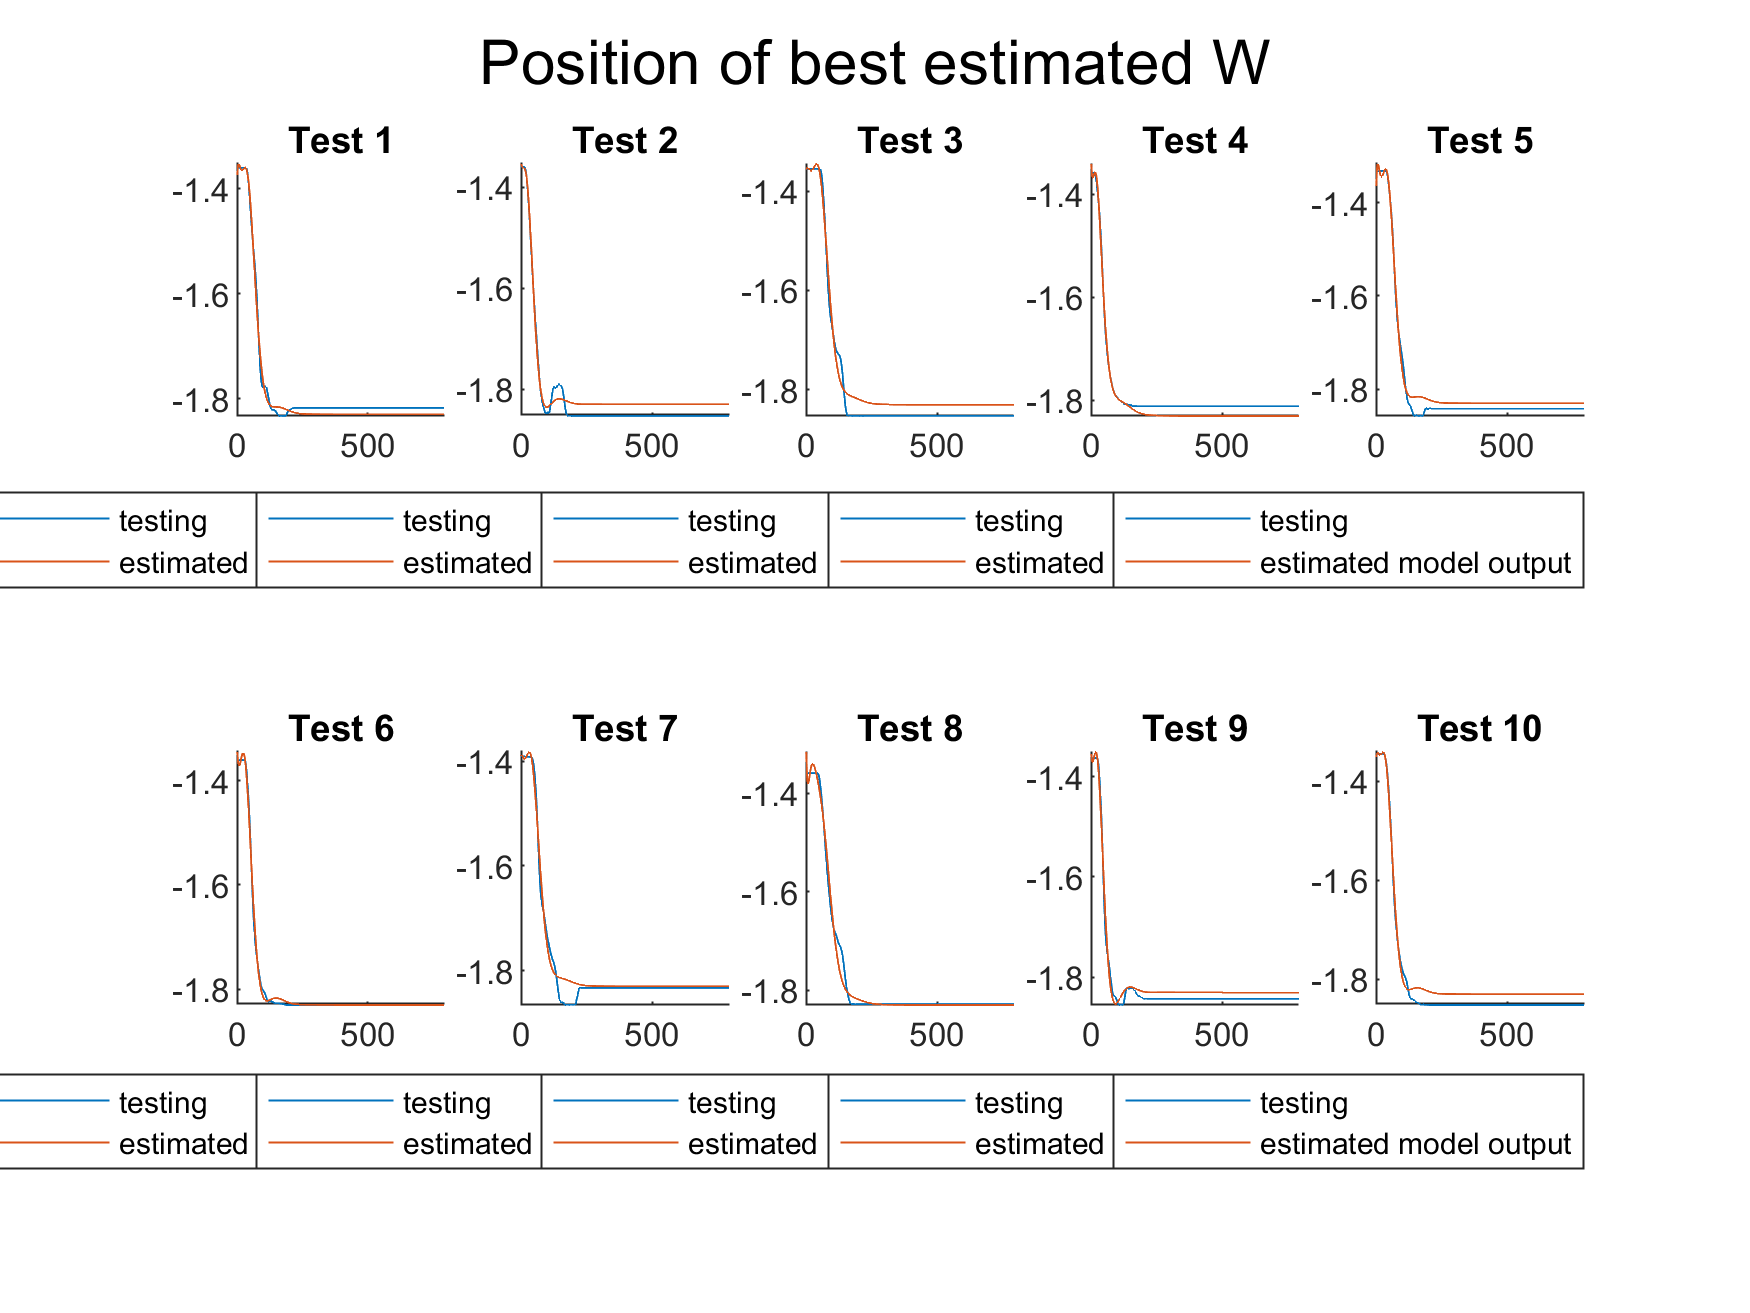 Position of best estimated W
Test 1 Test 2 Test 3 Test 4 Test 5
-1.4 -1.4 -1.4 -1.4 -1.4
-1.6 -1.6 -1.6 -1.6 -1.6
-1.8 -1.8 -1.8 -1.8 -1.8
0 500 0 500 0 500 0 500 0 500
testing testing testing testing testing
estimated estimated estimated estimated estimated model output
Test 6 Test 7 Test 8 Test 9 Test 10
-1.4 -1.4 -1.4 -1.4 -1.4
-1.6 -1.6 -1.6 -1.6 -1.6
-1.8 -1.8 -1.8 -1.8 -1.8
0 500 0 500 0 500 0 500 0 500
testing testing testing testing testing
estimated estimated estimated estimated estimated model output